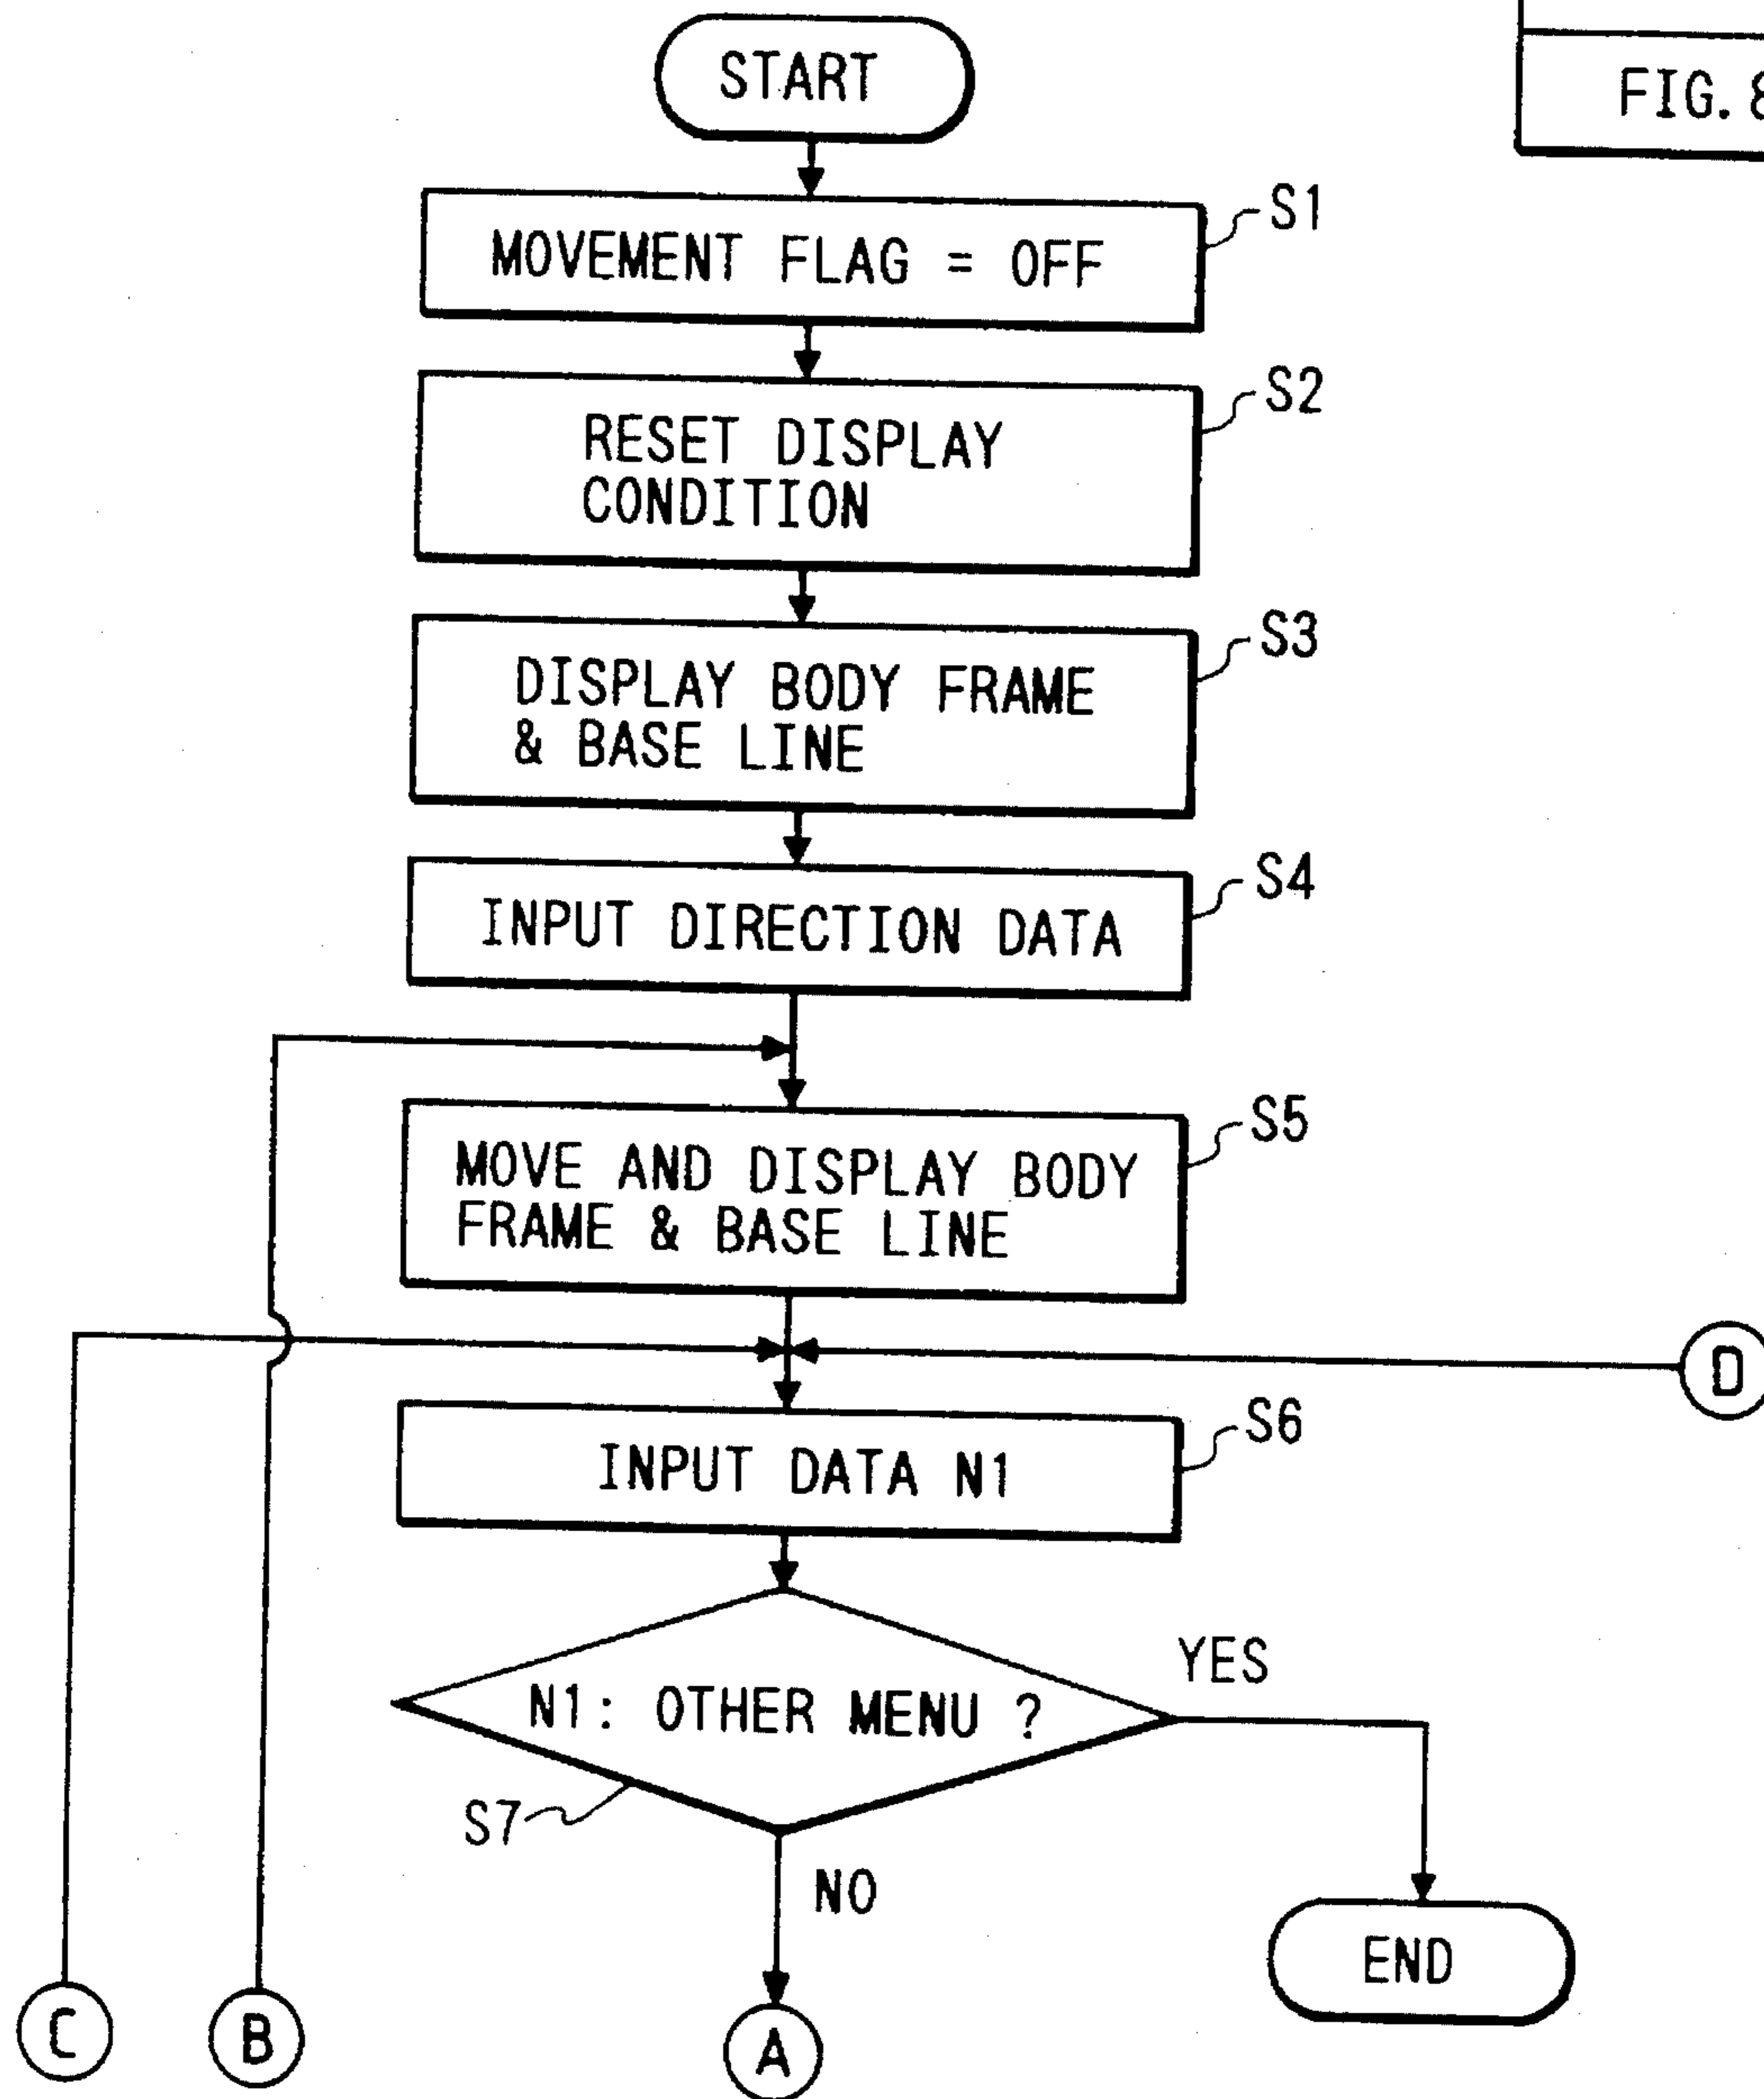 START
FIG. 8
MOVEMENT FLAG = OFF
S1
RESET DISPLAY
CONDITION
S2
DISPLAY BODY FRAME
& BASE LINE
S3
INPUT DIRECTION DATA
S4
MOVE AND DISPLAY BODY
FRAME & BASE LINE
S5
D
INPUT DATA N1
S6
N1: OTHER MENU ?
YES
S7
NO
END
C
B
A